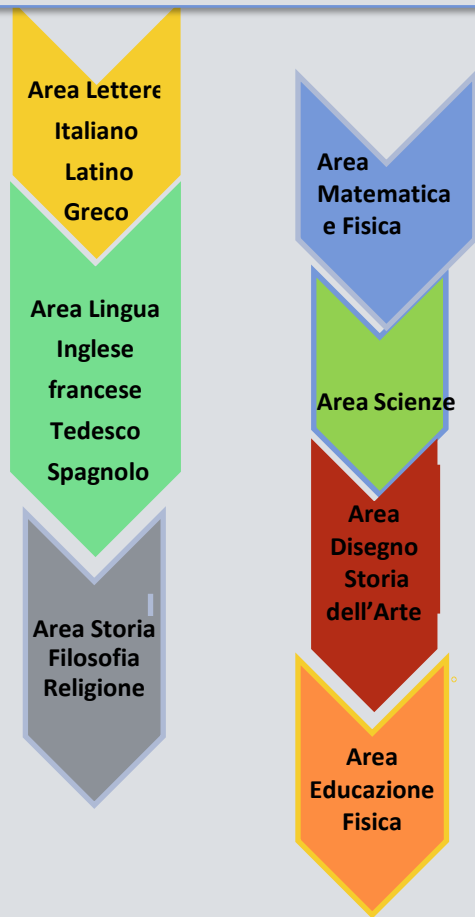 Area Lettere
Italiano
Latino
Greco
Area Lingua
Inglese
francese
Tedesco
Spagnolo
Area Storia
Filosofia
Religione
Area
Matematica
e Fisica
Area Scienze
Area
Disegno
Storia
dell’Arte
Area
Educazione
Fisica